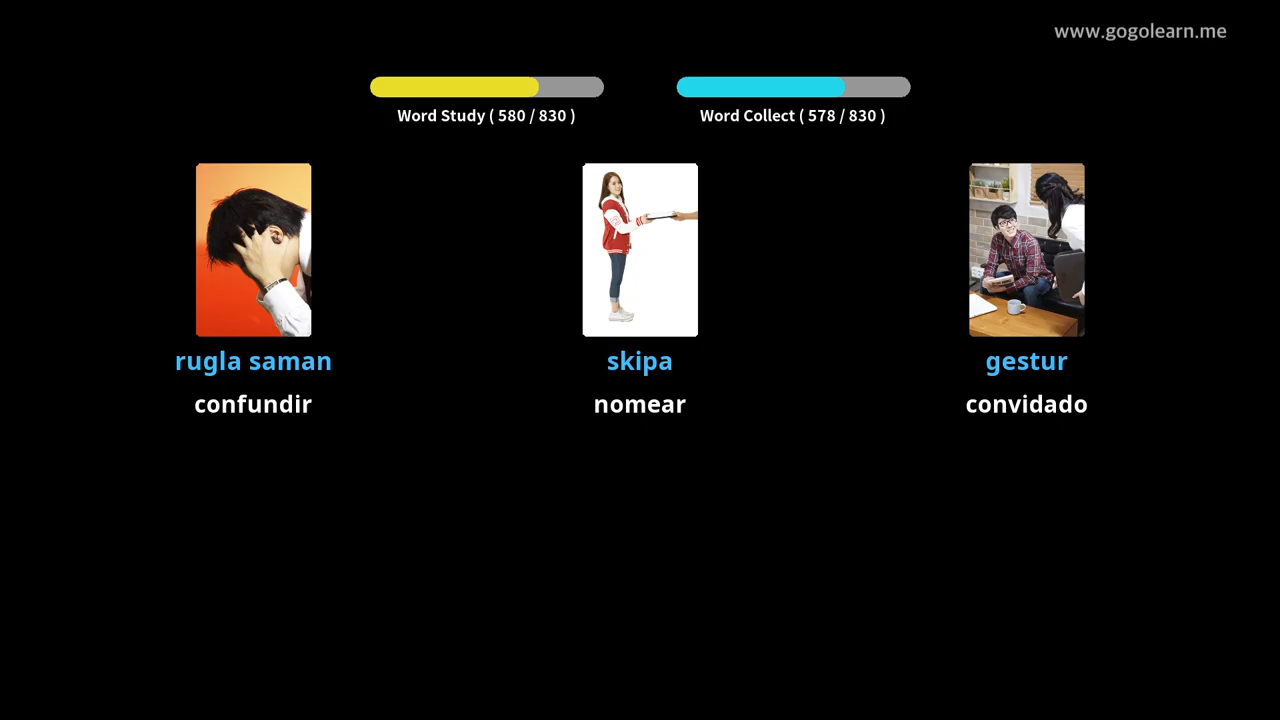 www.gogolearn.me
Word Study ( 580 / 830 )
Word Collect ( 578 / 830 )
rugla saman
skipa
gestur
confundir
nomear
convidado